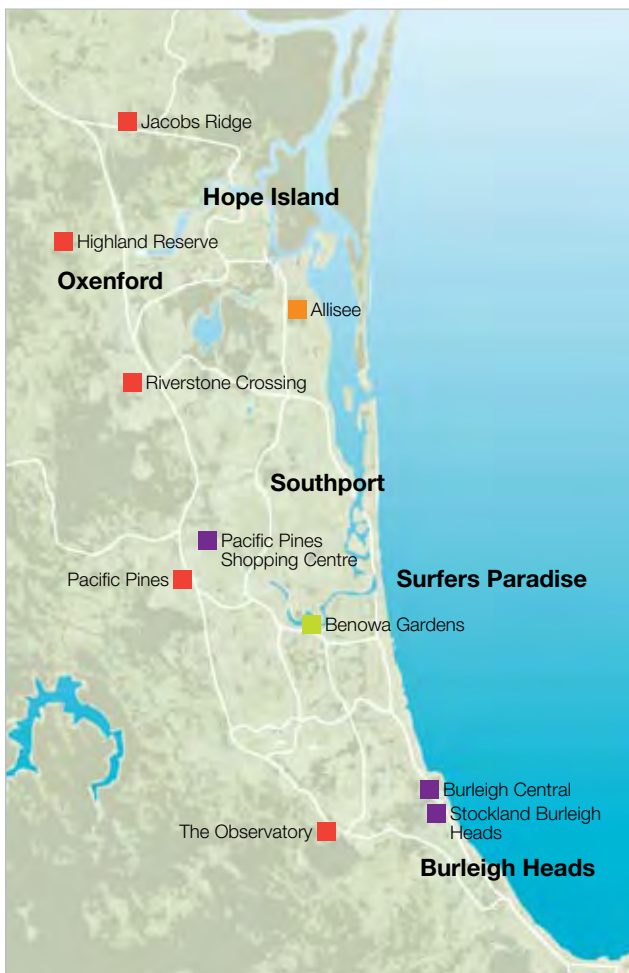 Jacobs Ridge
Hope Island
Highland Reserve
Oxenford
Allisee
Riverstone Crossing
Southport
Pacific Pines
Shopping Centre
Pacific Pines
Surfers Paradise
Benowa Gardens
Burleigh Central
Stockland Burleigh
Heads
The Observatory
Burleigh Heads